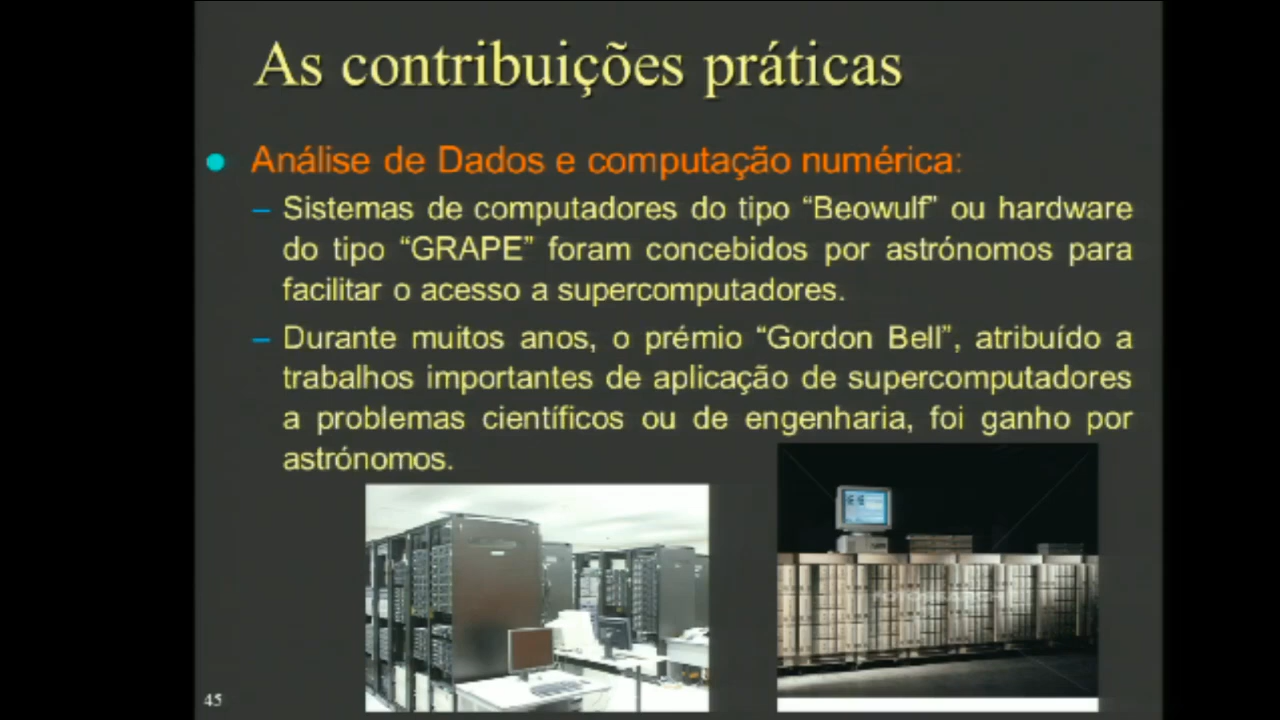 As contribuições práticas
Análise de Dados e computação numérica:
– Sistemas de computadores do tipo “Beowulf” ou hardware
do tipo “GRAPE” foram concebidos por astrónomos para
facilitar o acesso a supercomputadores.
– Durante muitos anos, o prémio “Gordon Bell”, atribuído a
trabalhos importantes de aplicação de supercomputadores
a problemas científicos ou de engenharia, foi ganho por
astrónomos.
45